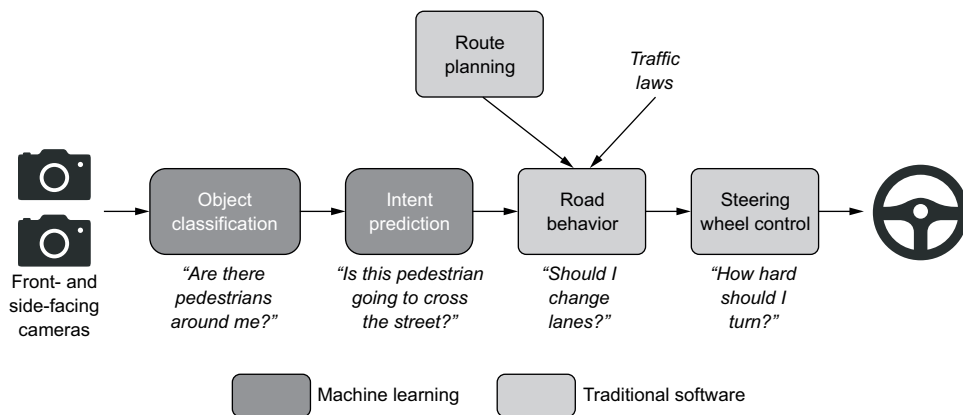 Route
planning
Traffic
laws
Object
classification
Intent
prediction
Road
behavior
Steering
wheel control
Front- and
side-facing
cameras
“Are there
pedestrians
around me?”
“Is this pedestrian
going to cross
the street?”
“Should I
change
lanes?”
“How hard
should I
turn?”
Machine learning
Traditional software